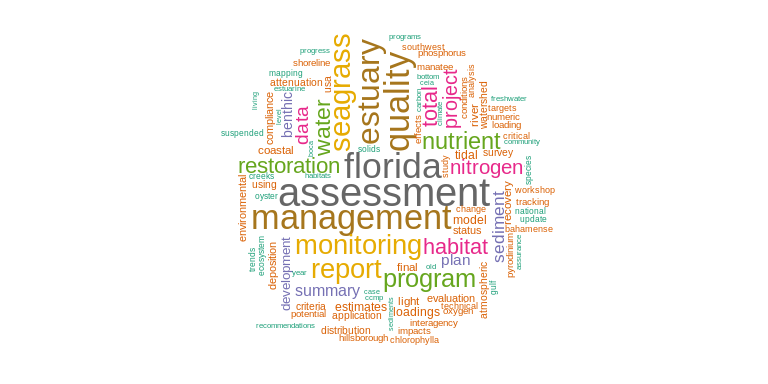 programs
progress
southwest
phosphorus
shoreline
seagrass
estuary
quality
manatee
mapping
attenuation
usa
bottom
cela
project
conditions
analysis
estuarine
living
level
compliance
benthic
data
water
carbon
climate
total
river
watershed
freshwater
targets
numeric
loading
suspended
effects
critical
community
coastal
boca
solids
nutrient
restoration
florida
study
tidal
survey
nitrogen
species
creeks
habitats
using
oyster
assessment
workshop
recovery
tracking
national
update
environmental
management
change
model
status
sediment
bahamense
monitoring
habitat
pyrodinium
assurance
trends
ecosystem
deposition
development
year
report
final
old
plan
program
atmospheric
gulf
summary
case
ccmp
light
evaluation
technical
criteria
potential
estimates
application
loadings
oxygen
sediments
interagency
recommendations
distribution
impacts
hillsborough
chlorophylla